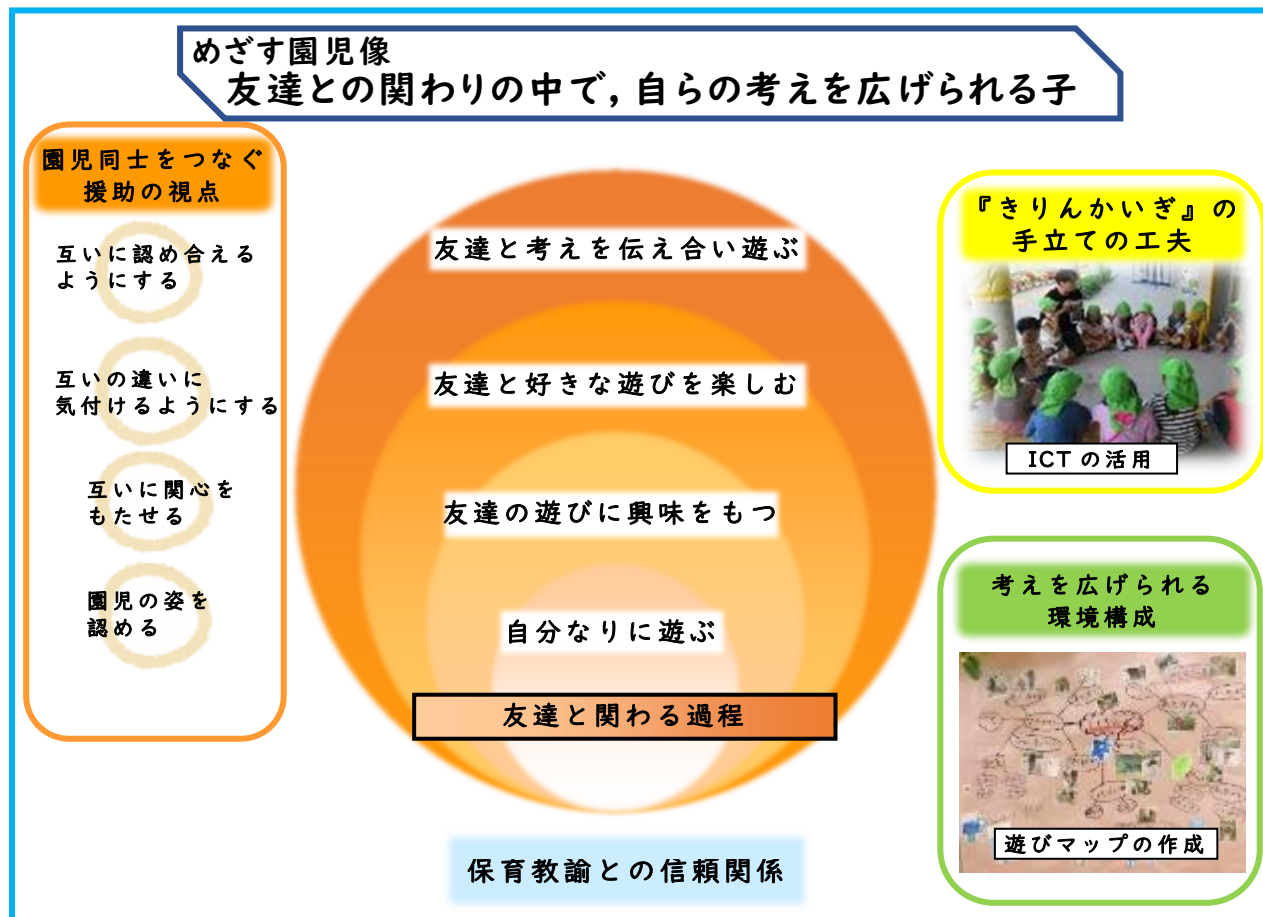 めざす園児像
友達との関わりの中で，自らの考えを広げられる子
園児同士をつなぐ
援助の視点
互いに認め合える
ようにする
互いの違いに
気付けるようにする
互いに関心を
もたせる
園児の姿を
認める
友達と考えを伝え合い遊ぶ
友達と好きな遊びを楽しむ
友達の遊びに興味をもつ
自分なりに遊ぶ
友達と関わる過程
保育教諭との信頼関係
『きりんかいぎ』の
手立ての工夫
ICTの活用
考えを広げられる
環境構成
遊びマップの作成